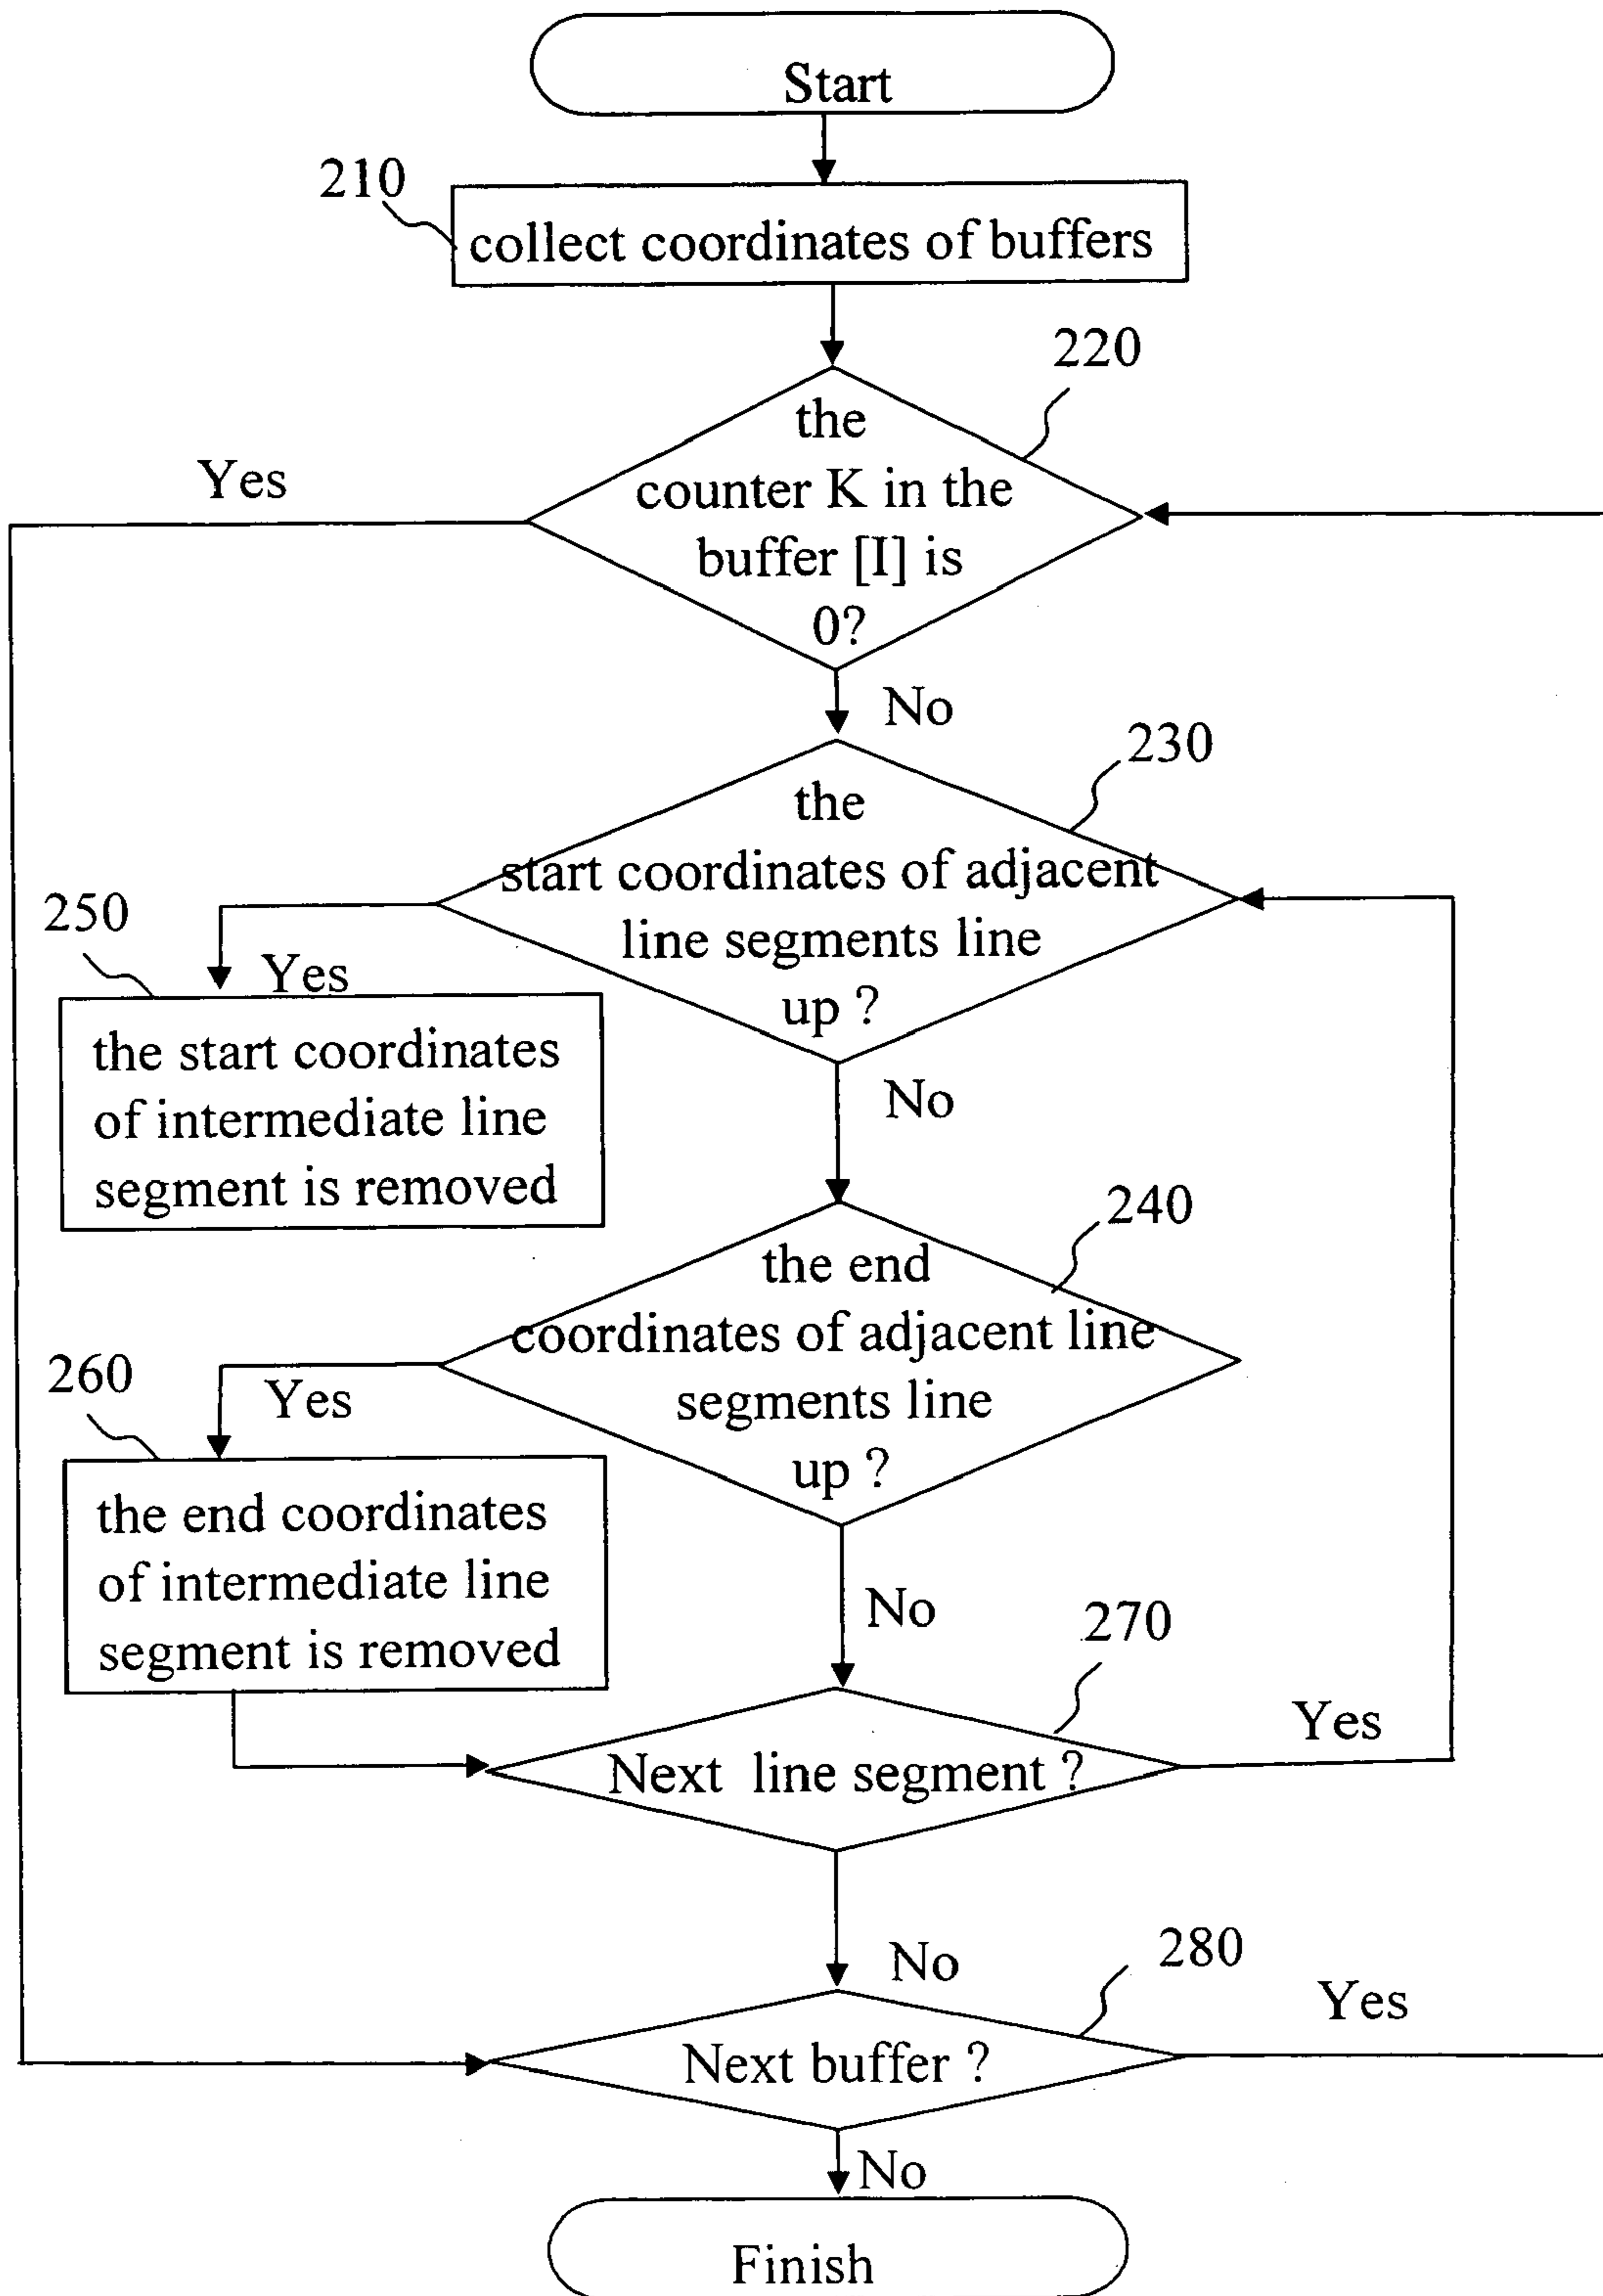 Start
210
collect coordinates of buffers
220
the
counter K in the
buffer [I] is
0?
Yes
No
230
the
start coordinates of adjacent
line segments line
up ?
250
Yes
the start coordinates
of intermediate line
segment is removed
No
240
the end
coordinates of adjacent line
segments line
up ?
260
Yes
the end coordinates
of intermediate line
segment is removed
No
270
Next line segment ?
Yes
No
280
Next buffer ?
Yes
No
Finish